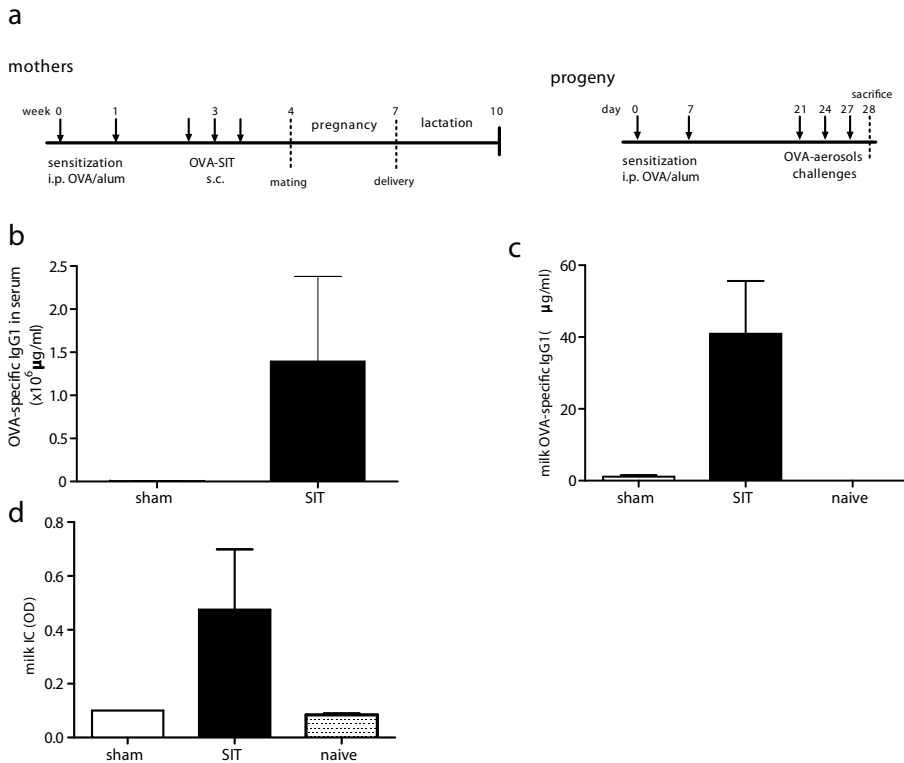 a
mothers
week 0 1 3 4 7 10
pregnancy
lactation
sensitization
i.p. OVA/alum
OVA-SIT
s.c.
mating
delivery
progeny
sacrifice
day 0 7 21 24 27 28
sensitization
i.p. OVA/alum
OVA-aerosols
challenges
b
OVA-specific IgG1 in serum
(x10⁶ µg/ml)
2.5
1.5
1.0
0.5
0
sham SIT
c
milk OVA-specific IgG1( µg/ml)
60
40
20
0
sham SIT naive
d
milk IC (OD)
0.8
0.6
0.4
0.2
0.0
sham SIT naive